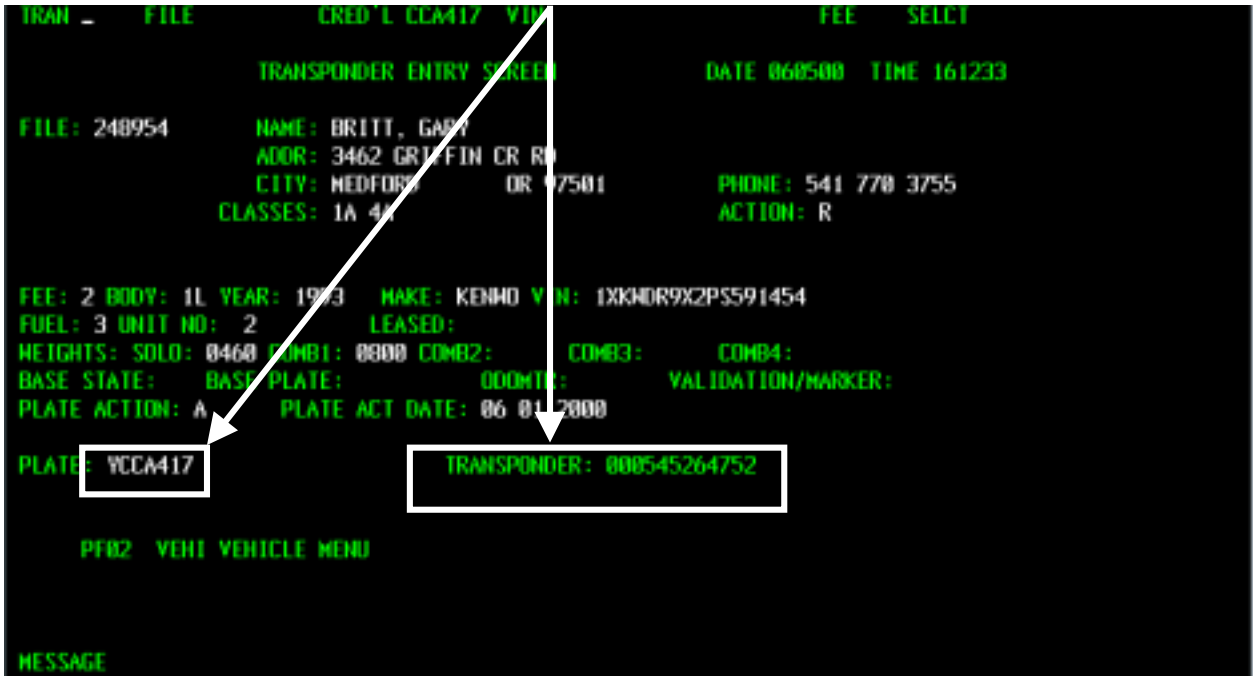 TRAN _ FILE CRED'L CCA417 VIN FEE SELCT
TRANSPONDER ENTRY SCREEN DATE 060500 TIME 161233
FILE: 248954 NAME: BRITT, GARY
ADDR: 3462 GRIFFIN CR RD
CITY: MEDFORD OR 97501 PHONE: 541 770 3755
CLASSES: 1A 4A ACTION: R
FEE: 2 BODY: 1L YEAR: 1993 MAKE: KENWO VIN: 1XKWDR9X2PS591454
FUEL: 3 UNIT NO: 2 LEASED:
WEIGHTS: SOLO: 0460 COMB1: 0800 COMB2: COMB3: COMB4:
BASE STATE: BASE PLATE: ODOMTR: VALIDATION/MARKER:
PLATE ACTION: A PLATE ACT DATE: 06 01 2000
PLATE: YCCA417 TRANSPONDER: 000545264752
PF02 VEHI VEHICLE MENU
MESSAGE